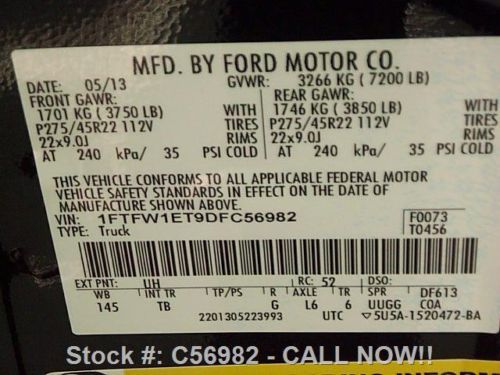 MFD. BY FORD MOTOR CO.
DATE: 05/13 GVWR: 3266 KG ( 7200 LB)
FRONT GAWR: REAR GAWR:
1701 KG ( 3750 LB) WITH 1746 KG ( 3850 LB) WITH
P275/45R22 112V TIRES P275/45R22 112V TIRES
22x9.0J RIMS 22x9.0J RIMS
AT 240 kPa/ 35 PSI COLD AT 240 kPa/ 35 PSI COLD
THIS VEHICLE CONFORMS TO ALL APPLICABLE FEDERAL MOTOR
VEHICLE SAFETY STANDARDS IN EFFECT ON THE DATE OF
MANUFACTURE SHOWN ABOVE.
VIN: 1FTFW1ET9DFC56982 F0073
TYPE: Truck T0456
EXT PNT: UH RC: 52 DSO:
WB INT TR TP/PS R AXLE TR SPR DF613
145 TB G L6 6 UUGG COA
2201305223993 UTC ▽5U5A-1520472-BA
Stock #: C56982 - CALL NOW!!